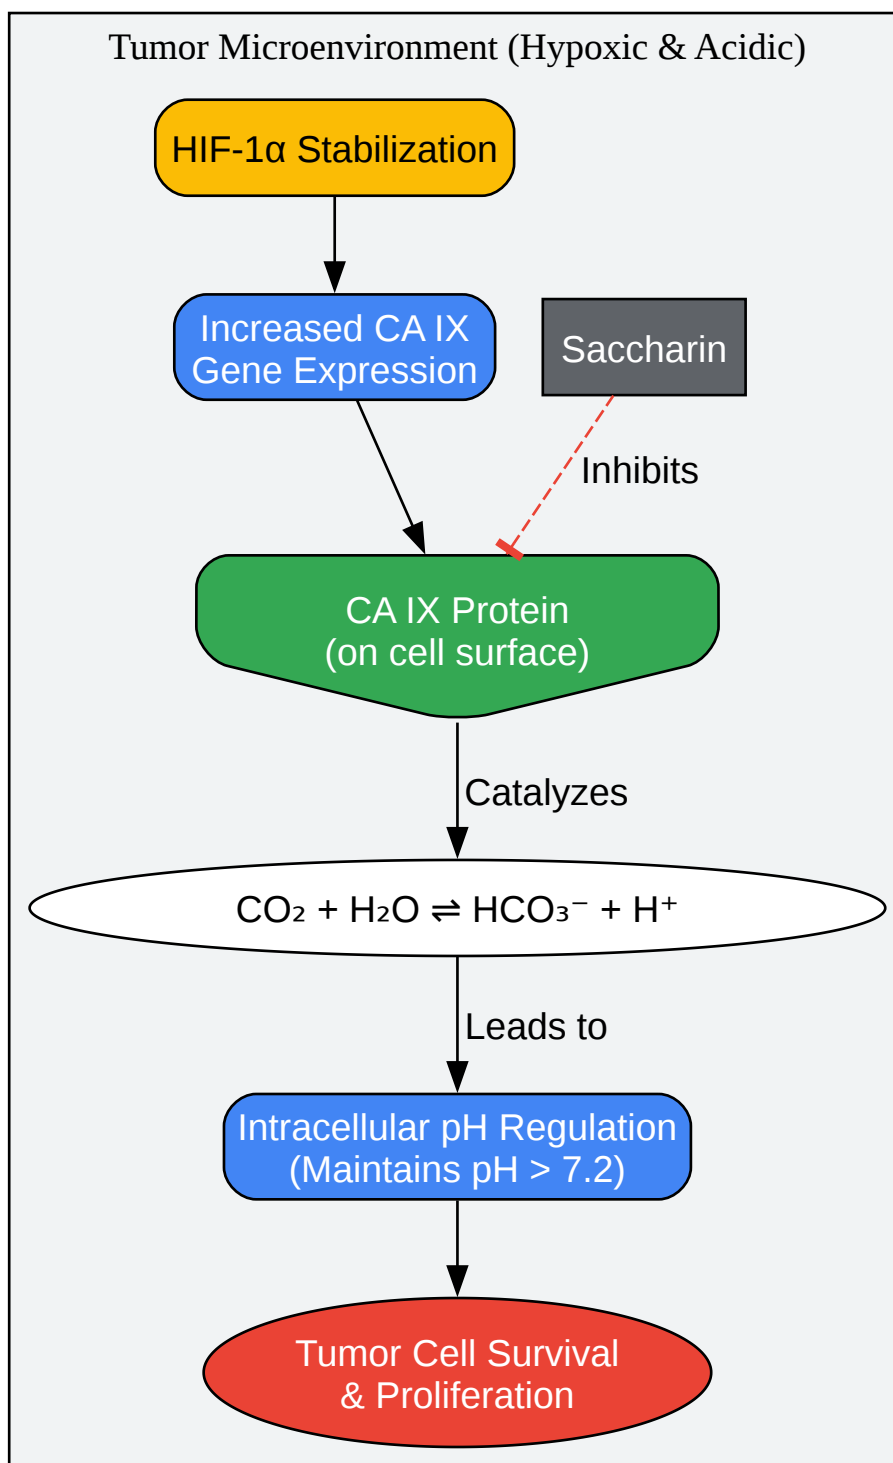 Tumor Microenvironment (Hypoxic & Acidic)
HIF-1α Stabilization
Increased CA IX
Gene Expression
Saccharin
Inhibits
CA IX Protein
(on cell surface)
Catalyzes
CO₂ + H₂O ⇌ HCO₃⁻ + H⁺
Leads to
Intracellular pH Regulation
(Maintains pH > 7.2)
Tumor Cell Survival
& Proliferation